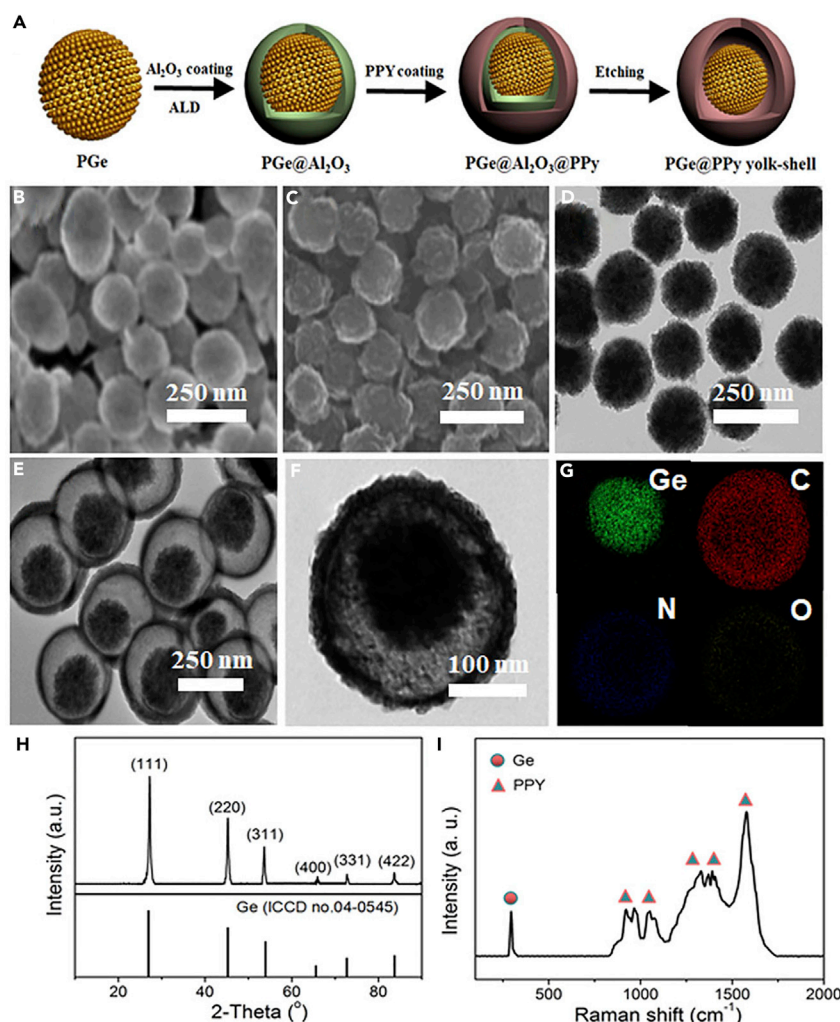 A
Al₂O₃ coating
ALD
PPY coating
Etching
PGe
PGe@Al₂O₃
PGe@Al₂O₃@PPy
PGe@PPy yolk-shell
B
250 nm
C
250 nm
D
250 nm
E
250 nm
F
100 nm
G
Ge
C
N
O
H
(111)
(220)
(311)
(400)
(331)
(422)
Ge (ICCD no.04-0545)
Intensity (a.u.)
20
40
60
80
2-Theta (°)
I
Ge
PPY
Intensity (a. u.)
500
1000
1500
2000
Raman shift (cm⁻¹)